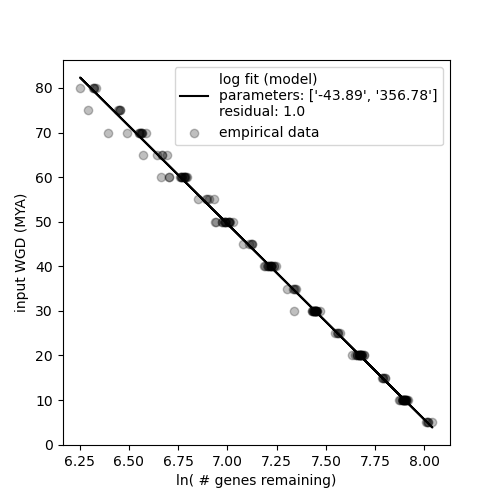 log fit (model)
parameters: ['-43.89', '356.78']
residual: 1.0
empirical data
input WGD (MYA)
80
70
60
50
40
30
20
10
0
6.25 6.50 6.75 7.00 7.25 7.50 7.75 8.00
ln( # genes remaining)